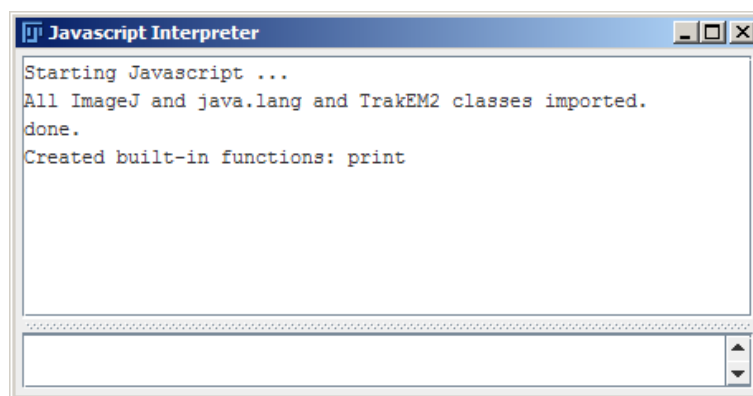 Javascript Interpreter
Starting Javascript ...
All ImageJ and java.lang and TrakEM2 classes imported.
done.
Created built-in functions: print